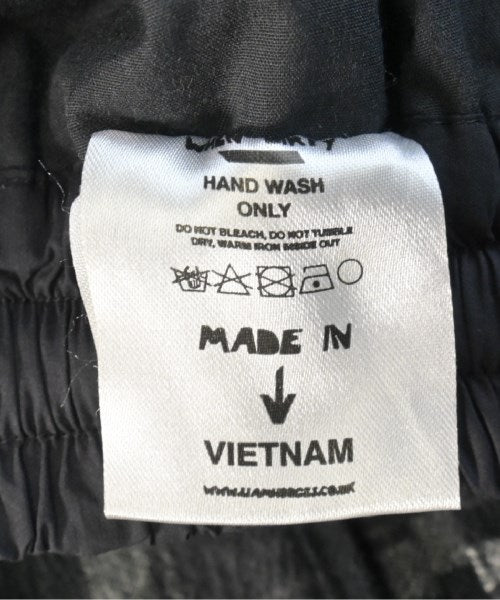 HAND WASH
ONLY
DO NOT BLEACH, DO NOT TUMBLE
DRY, WARM IRON INSIDE OUT
MADE IN
VIETNAM